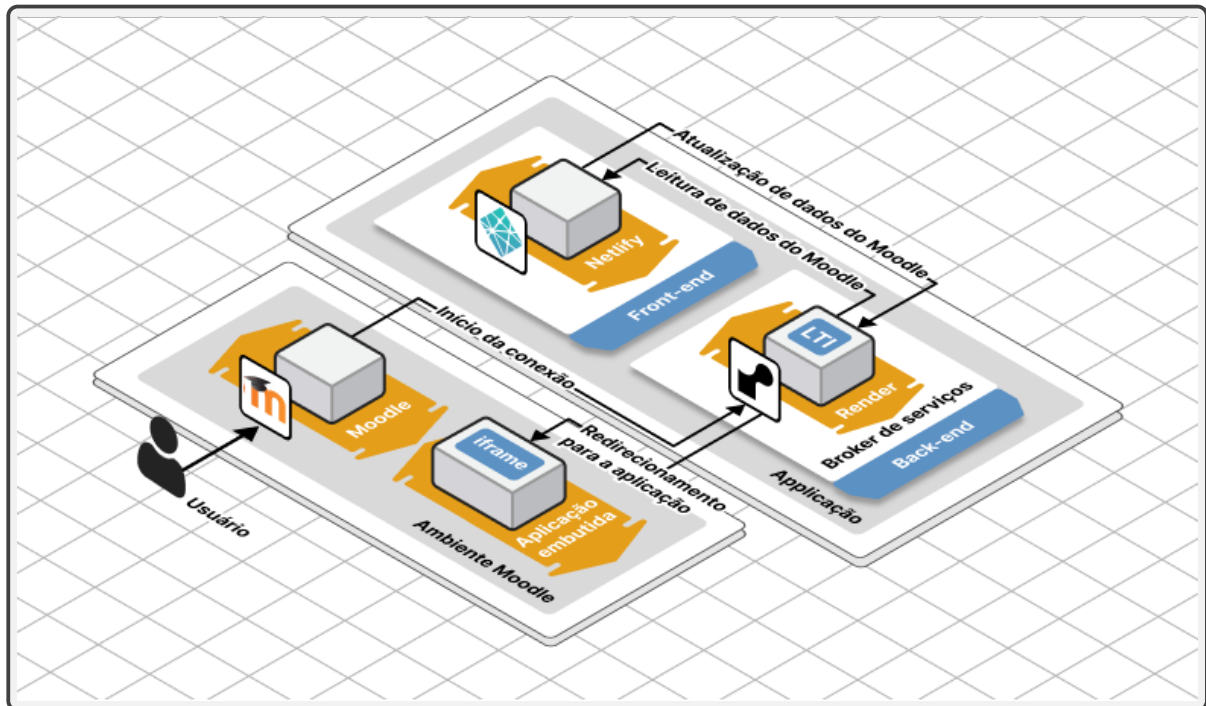 Atualização de dados do Moodle
Leitura de dados do Moodle
Netlify
Front-end
LTI
Render
Broker de serviços
Back-end
Applicação
Início da conexão
m
Moodle
iframe
Redirecionamento
para a aplicação
Aplicação
embutida
Ambiente Moodle
Usuário